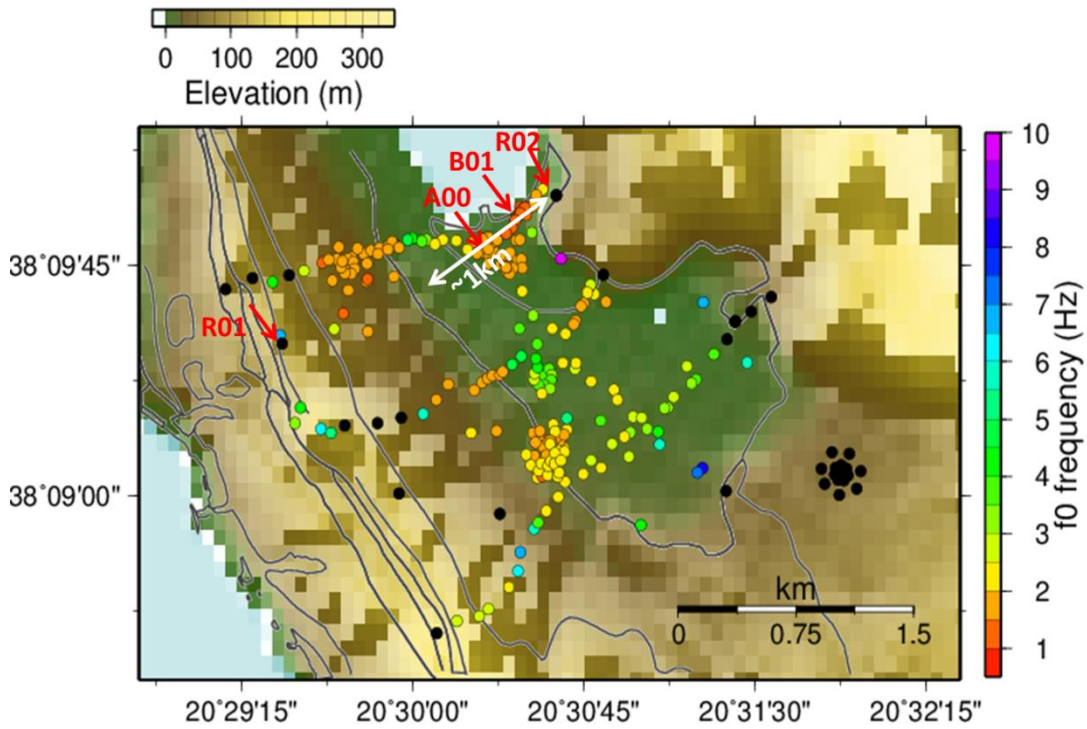 0 100 200 300
Elevation (m)
R02
B01
A00
~1km
R01
38°09'45"
38°09'00"
km
0 0.75 1.5
20°29'15" 20°30'00" 20°30'45" 20°31'30" 20°32'15"
10
9
8
7
6
5
4
3
2
1
f0 frequency (Hz)